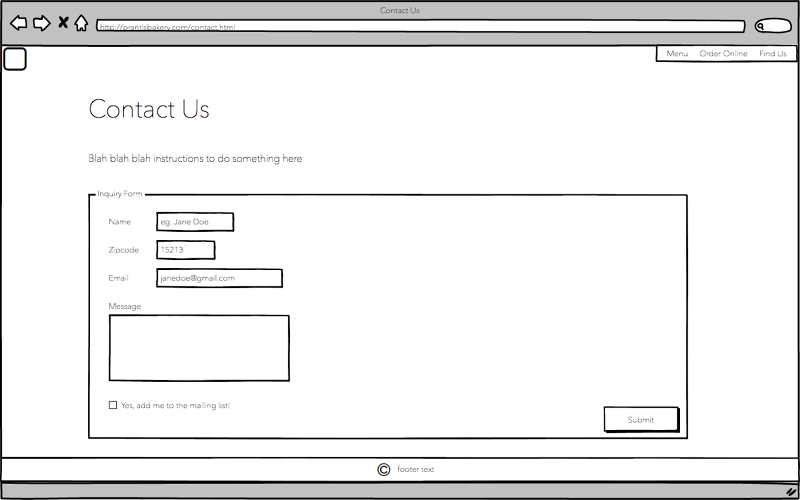 Contact Us
http://prantlsbakery.com/contact.html
Menu Order Online Find Us
Contact Us
Blah blah blah instructions to do something here
Inquiry Form
Name eg. Jane Doe
Zipcode 15213
Email janedoe@gmail.com
Message
Yes, add me to the mailing list!
Submit
© footer text